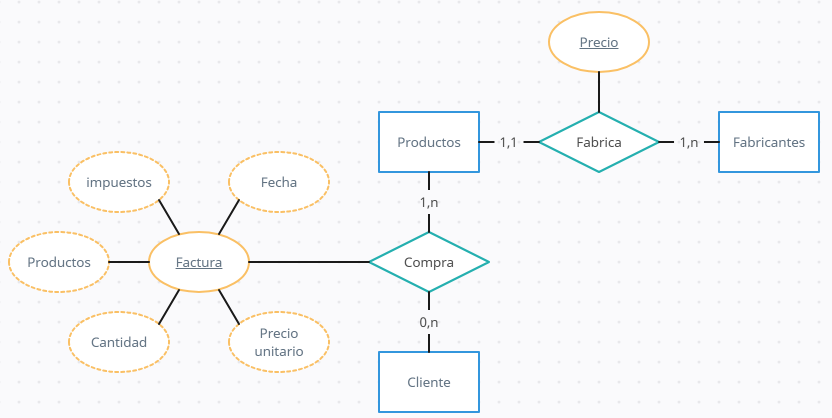 Precio
Productos
1,1
Fabrica
1,n
Fabricantes
impuestos
Fecha
1,n
Productos
Factura
Compra
Cantidad
Precio
unitario
0,n
Cliente